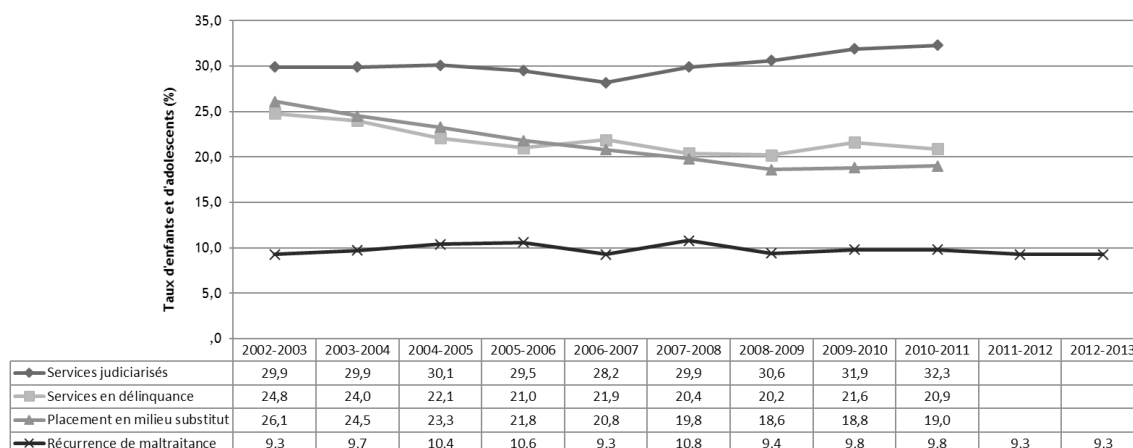 35,0
30,0
25,0
20,0
15,0
10,0
5,0
,0
Taux d'enfants et d'adolescents (%)
2002-2003 2003-2004 2004-2005 2005-2006 2006-2007 2007-2008 2008-2009 2009-2010 2010-2011 2011-2012 2012-2013
Services judiciarisés 29,9 29,9 30,1 29,5 28,2 29,9 30,6 31,9 32,3
Services en délinquance 24,8 24,0 22,1 21,0 21,9 20,4 20,2 21,6 20,9
Placement en milieu substitut 26,1 24,5 23,3 21,8 20,8 19,8 18,6 18,8 19,0
Récurrence de maltraitance 9,3 9,7 10,4 10,6 9,3 10,8 9,4 9,8 9,8 9,3 9,3